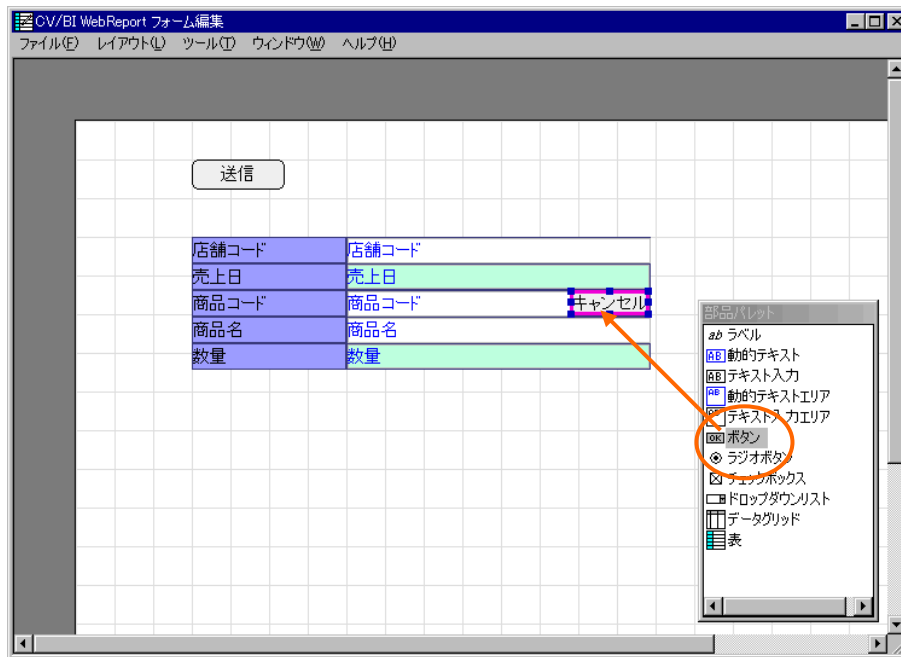 CV/BI WebReport フォーム編集
ファイル(F) レイアウト(L) ツール(T) ウィンドウ(W) ヘルプ(H)
送信
店舗コード 店舗コード
売上日 売上日
商品コード 商品コード キャンセル
商品名 商品名
数量 数量
部品パレット
ab ラベル
AB 動的テキスト
AB テキスト入力
AB 動的テキストエリア
テキスト入力エリア
OK ボタン
ラジオボタン
チェックボックス
ドロップダウンリスト
データグリッド
表